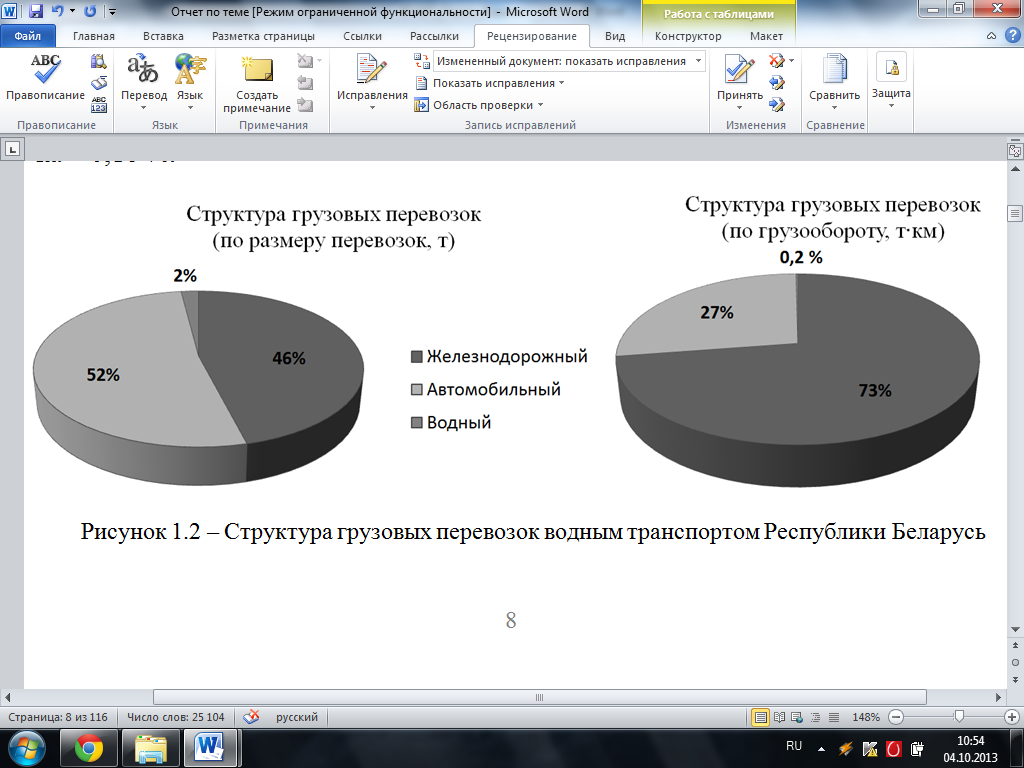 Отчет по теме [Режим ограниченной функциональности] - Microsoft Word
Работа с таблицами
Файл
Главная
Вставка
Разметка страницы
Ссылки
Рассылки
Рецензирование
Вид
Конструктор
Макет
ABC
Правописание
ABC
123
Правописание
Перевод
Язык
Язык
Создать
примечание
Примечания
Исправления
Измененный документ: показать исправления
Показать исправления
Область проверки
Запись исправлений
Принять
Изменения
Сравнить
Сравнение
Защита
Структура грузовых перевозок
(по размеру перевозок, т)
2%
46%
52%
Железнодорожный
Автомобильный
Водный
Структура грузовых перевозок
(по грузообороту, т·км)
0,2 %
27%
73%
Рисунок 1.2 – Структура грузовых перевозок водным транспортом Республики Беларусь
8
Страница: 8 из 116
Число слов: 25 104
русский
148%
RU
10:54
04.10.2013